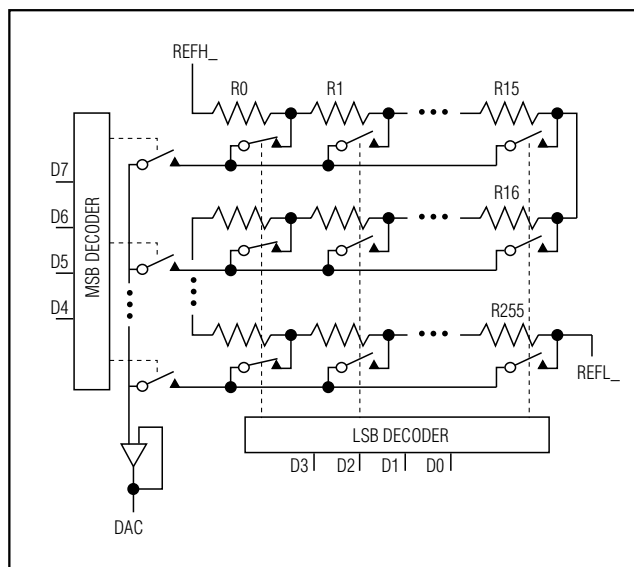 REFH_
R0 R1 R15
D7
R16
D6
MSB DECODER
D5
D4
R255
REFL_
LSB DECODER
D3 D2 D1 D0
DAC